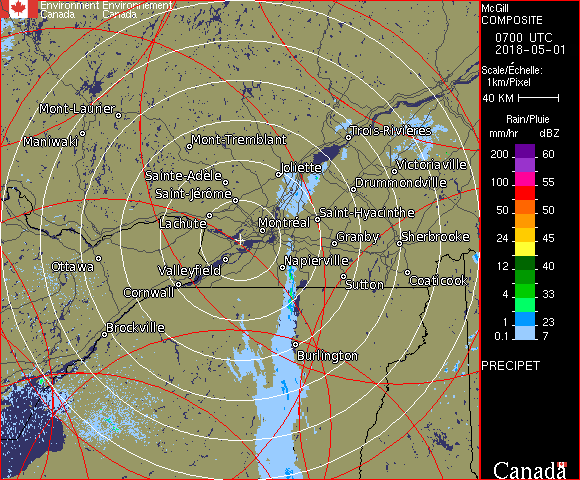 Environment Environnement
Canada Canada
McGill
COMPOSITE
0700 UTC
2018-05-01
Scale/Échelle:
1km/Pixel
40 KM
Rain/Pluie
mm/hr dBZ
200 60
100 55
50 50
24 45
12 40
4 33
1 23
0.1 7
PRECIPET
Canada
Mont-Laurier
Maniwaki
Mont-Tremblant
Trois-Rivières
Sainte-Adèle
Joliette
Victoriaville
Saint-Jérôme
Drummondville
Lachute
Montréal
Saint-Hyacinthe
Granby
Sherbrooke
Ottawa
Valleyfield
Napierville
Cornwall
Sutton
Coaticook
Brockville
Burlington